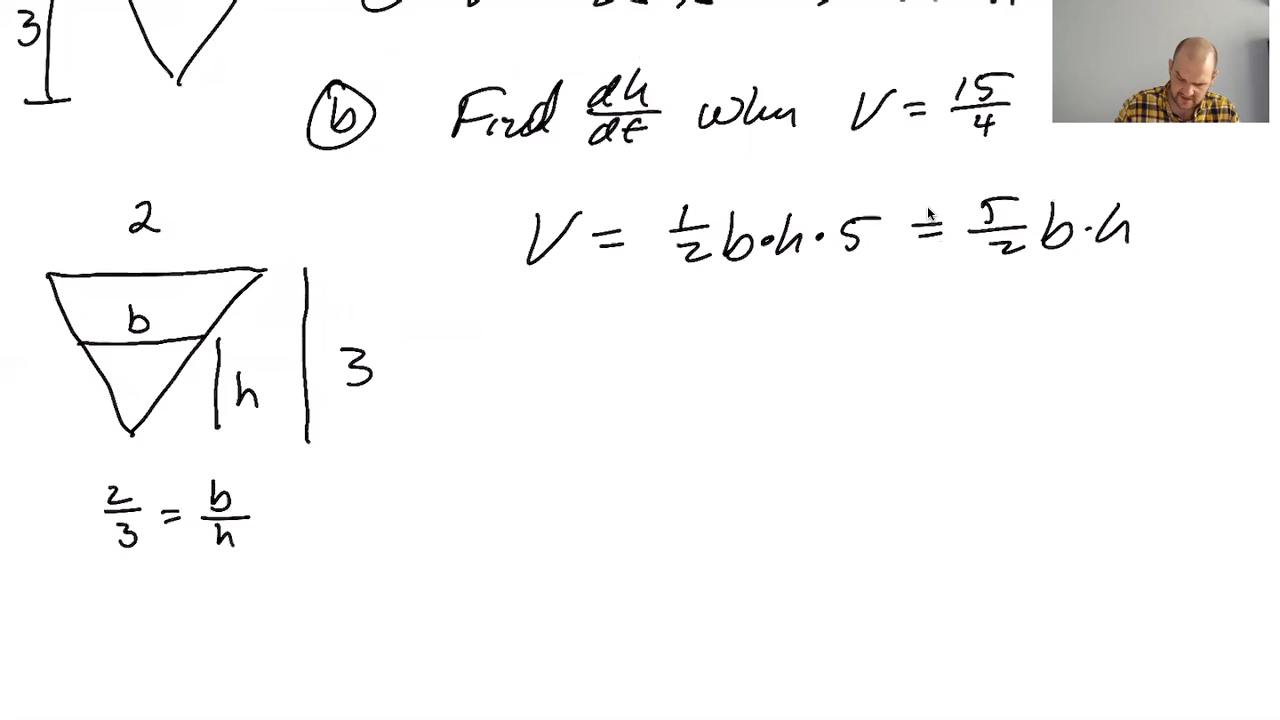 3
ⓑ Find dh/dt when V = 15/4
2
V = 1/2 b·h·5 = 5/2 b·h
b
h
3
2/3 = b/h